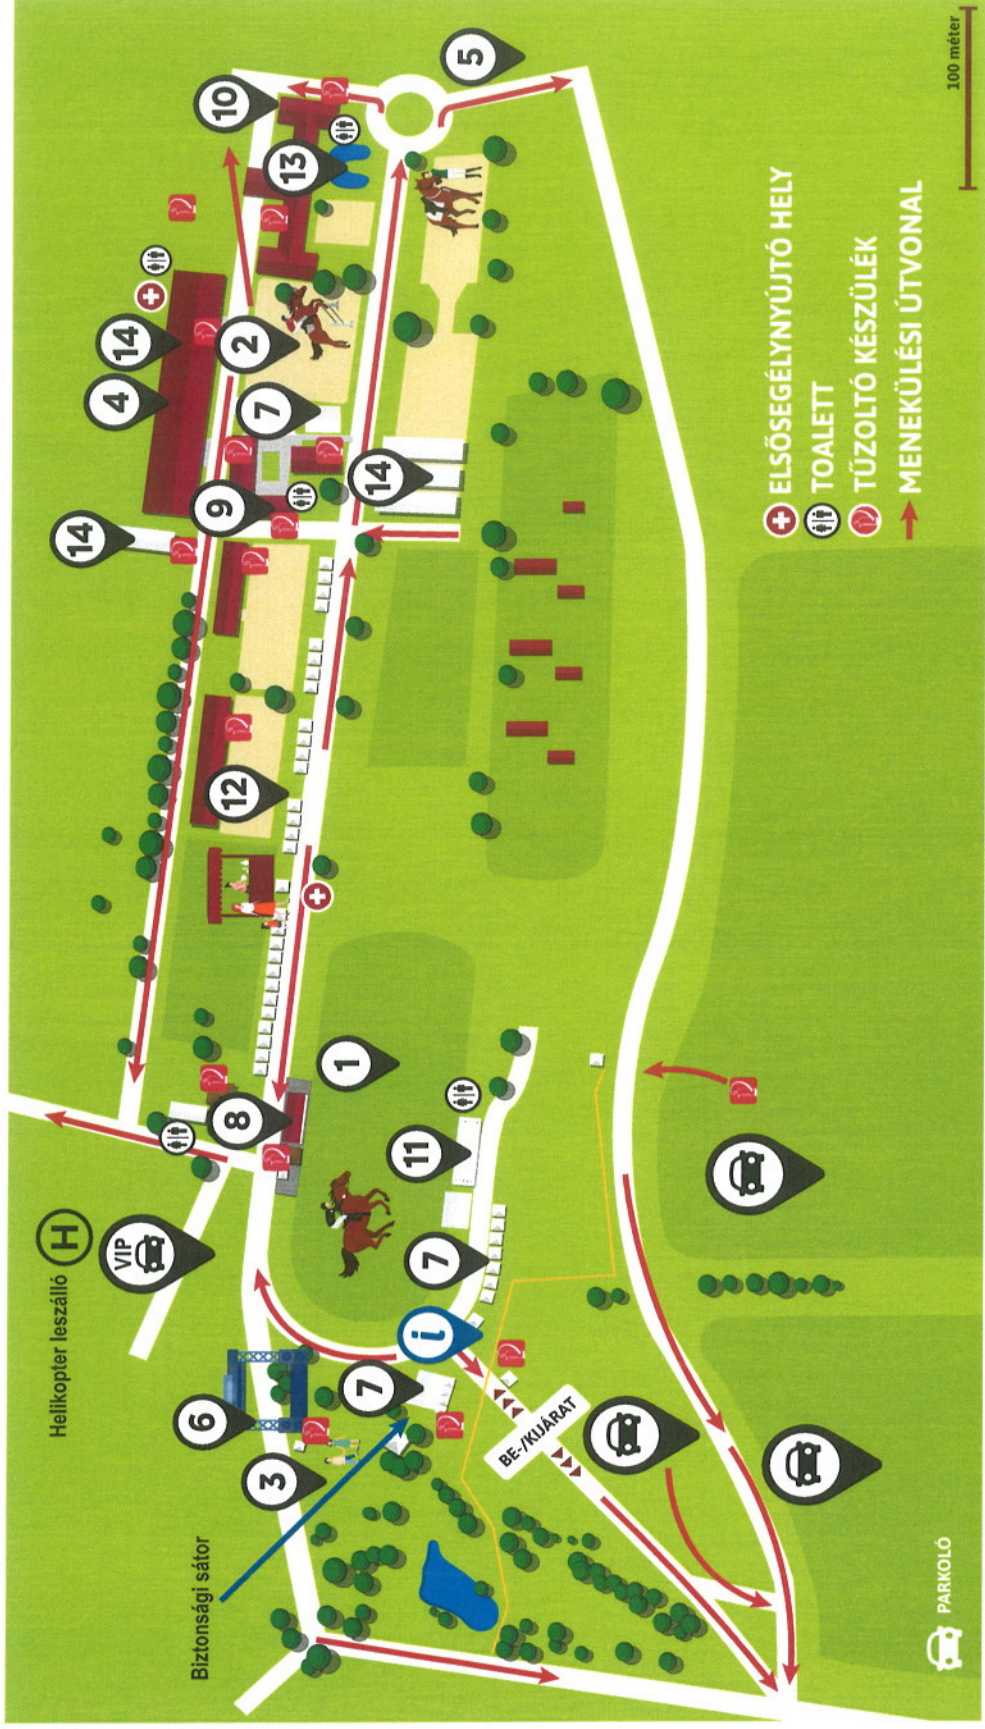 Helikopter leszálló H
14
4
14
VIP
Biztonsági sátor
6
9
10
8
12
2
3
7
13
1
7
14
11
7
i
5
BE-/KIJÁRAT
ELSŐSEGÉLYNYÚJTÓ HELY
TOALETT
TŰZOLTÓ KÉSZÜLÉK
MENEKÜLÉSI ÚTVONAL
PARKOLÓ
100 méter